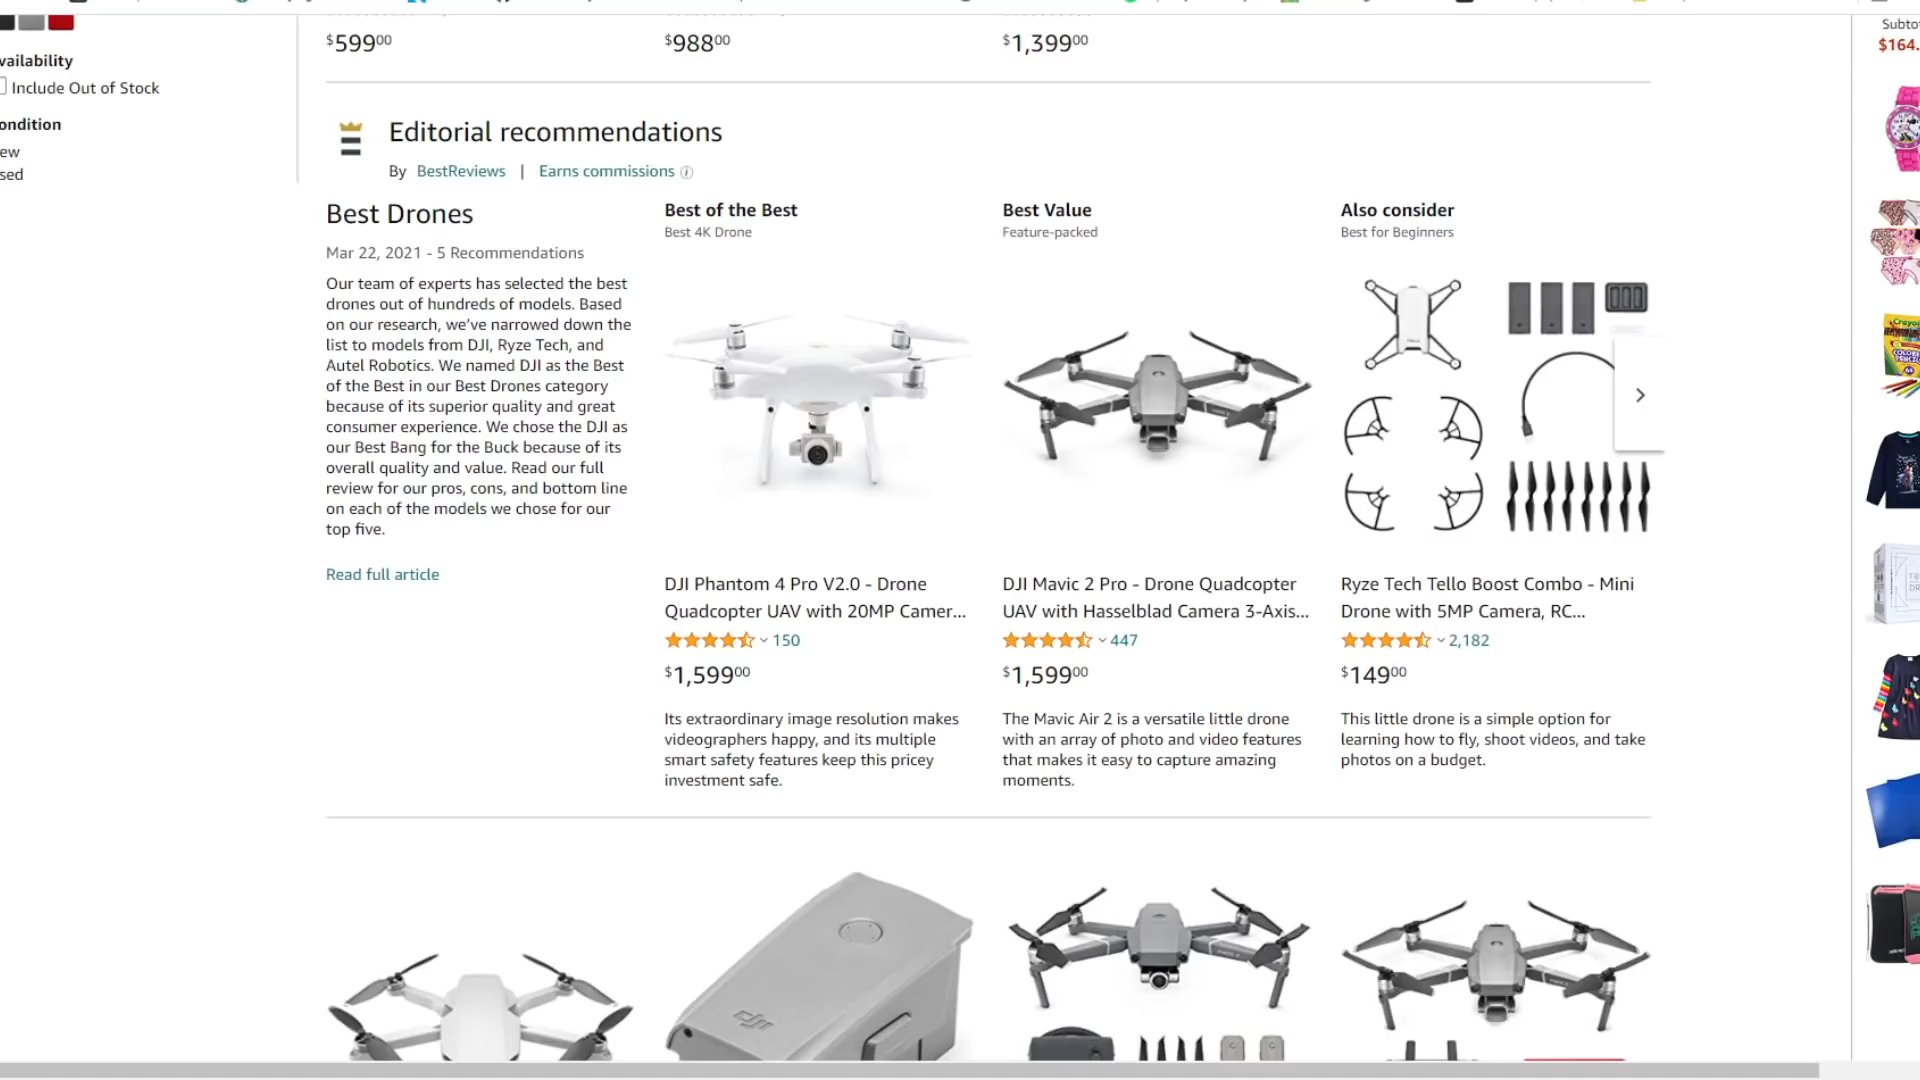 Subto
$164.
vailability
Include Out of Stock
ondition
ew
sed
$59900
$98800
$1,39900
Editorial recommendations
By BestReviews | Earns commissions
Best Drones
Mar 22, 2021 - 5 Recommendations
Our team of experts has selected the best
drones out of hundreds of models. Based
on our research, we've narrowed down the
list to models from DJI, Ryze Tech, and
Autel Robotics. We named DJI as the Best
of the Best in our Best Drones category
because of its superior quality and great
consumer experience. We chose the DJI as
our Best Bang for the Buck because of its
overall quality and value. Read our full
review for our pros, cons, and bottom line
on each of the models we chose for our
top five.
Read full article
Best of the Best
Best 4K Drone
DJI Phantom 4 Pro V2.0 - Drone
Quadcopter UAV with 20MP Camer...
150
$1,59900
Its extraordinary image resolution makes
videographers happy, and its multiple
smart safety features keep this pricey
investment safe.
Best Value
Feature-packed
DJI Mavic 2 Pro - Drone Quadcopter
UAV with Hasselblad Camera 3-Axis...
447
$1,59900
The Mavic Air 2 is a versatile little drone
with an array of photo and video features
that makes it easy to capture amazing
moments.
Also consider
Best for Beginners
Ryze Tech Tello Boost Combo - Mini
Drone with 5MP Camera, RC...
2,182
$14900
This little drone is a simple option for
learning how to fly, shoot videos, and take
photos on a budget.
dji
Crayo
COLORE
PENCIL